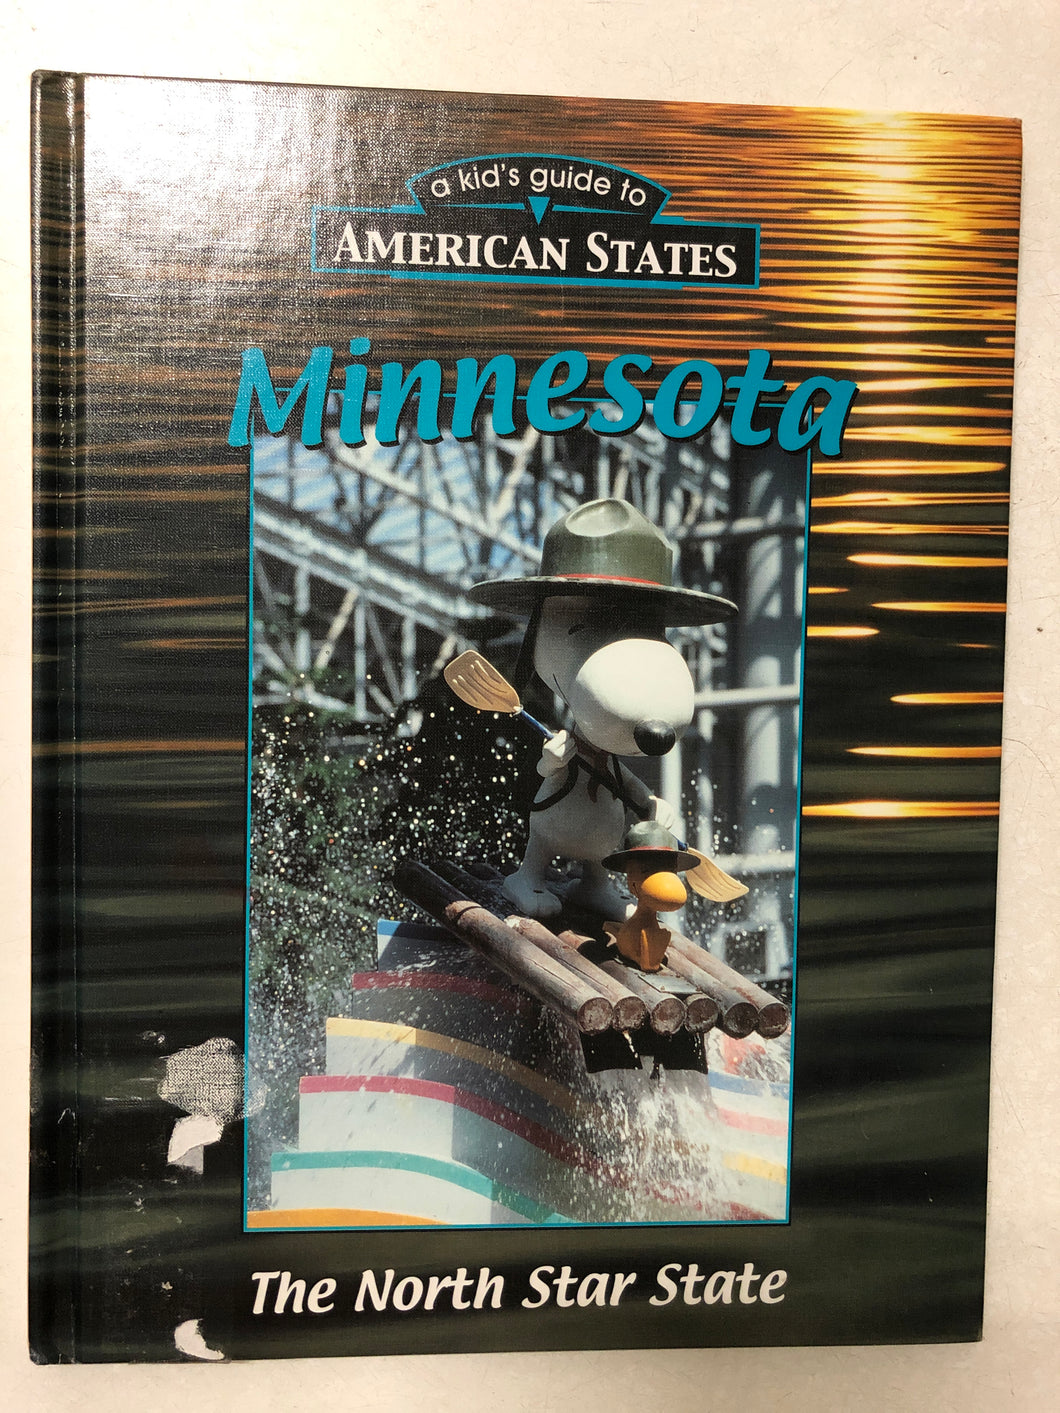 a kid's guide to
AMERICAN STATES
Minnesota
The North Star State